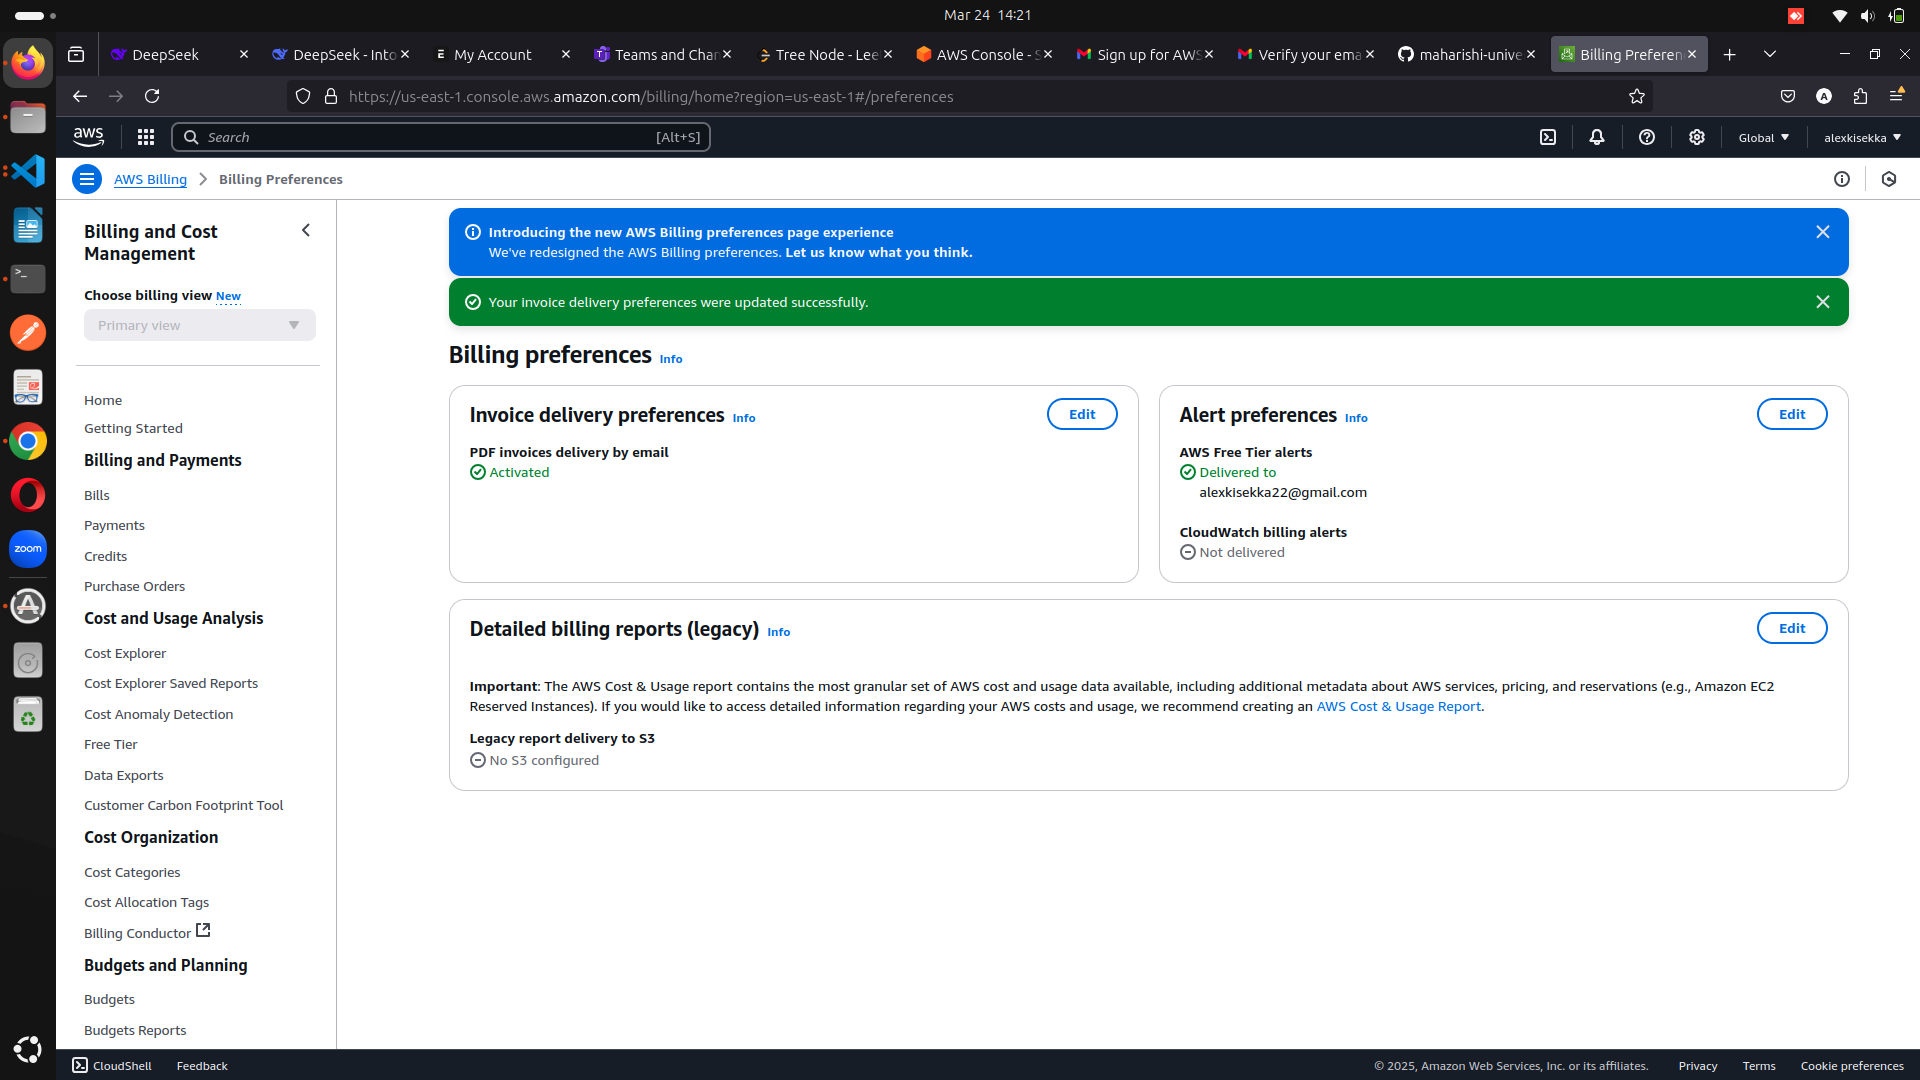 Mar 24 14:21
DeepSeek
DeepSeek - Into
My Account
Teams and Chan
Tree Node - Lee
AWS Console - S
Sign up for AWS
Verify your ema
maharishi-unive
Billing Preferen
https://us-east-1.console.aws.amazon.com/billing/home?region=us-east-1#/preferences
aws
Search
[Alt+S]
Global
alexkisekka
AWS Billing
Billing Preferences
Billing and Cost
Management
Choose billing view New
Primary view
Home
Getting Started
Billing and Payments
Bills
Payments
Credits
Purchase Orders
Cost and Usage Analysis
Cost Explorer
Cost Explorer Saved Reports
Cost Anomaly Detection
Free Tier
Data Exports
Customer Carbon Footprint Tool
Cost Organization
Cost Categories
Cost Allocation Tags
Billing Conductor
Budgets and Planning
Budgets
Budgets Reports
Introducing the new AWS Billing preferences page experience
We've redesigned the AWS Billing preferences. Let us know what you think.
Your invoice delivery preferences were updated successfully.
Billing preferences Info
Invoice delivery preferences Info
Edit
PDF invoices delivery by email
Activated
Alert preferences Info
Edit
AWS Free Tier alerts
Delivered to
alexkisekka22@gmail.com
CloudWatch billing alerts
Not delivered
Detailed billing reports (legacy) Info
Edit
Important: The AWS Cost & Usage report contains the most granular set of AWS cost and usage data available, including additional metadata about AWS services, pricing, and reservations (e.g., Amazon EC2
Reserved Instances). If you would like to access detailed information regarding your AWS costs and usage, we recommend creating an AWS Cost & Usage Report.
Legacy report delivery to S3
No S3 configured
zoom
CloudShell
Feedback
© 2025, Amazon Web Services, Inc. or its affiliates.
Privacy
Terms
Cookie preferences